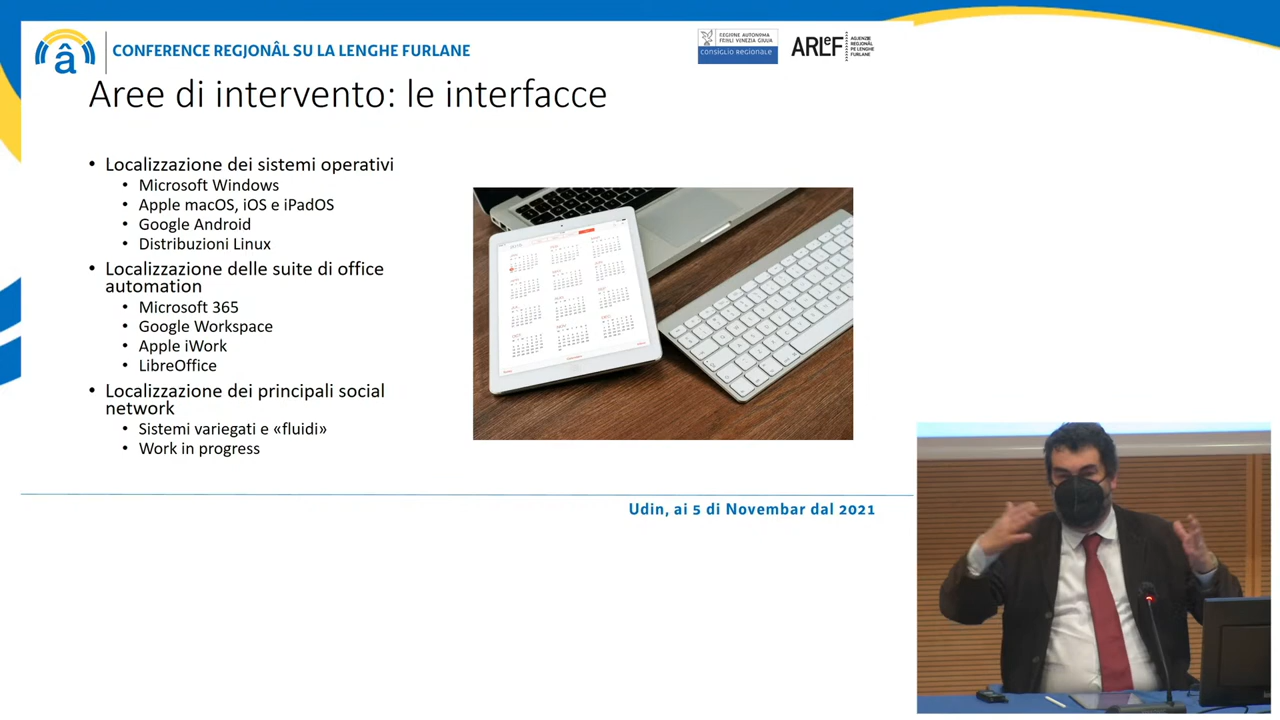 â
CONFERENCE REGJONÂL SU LA LENGHE FURLANE
REGIONE AUTONOMA
FRIULI VENEZIA GIULIA
CONSIGLIO REGIONALE
ARLeF
AGJENZIE
REGJONÂL
PE LENGHE
FURLANE
Aree di intervento: le interfacce
• Localizzazione dei sistemi operativi
• Microsoft Windows
• Apple macOS, iOS e iPadOS
• Google Android
• Distribuzioni Linux
• Localizzazione delle suite di office
automation
• Microsoft 365
• Google Workspace
• Apple iWork
• LibreOffice
• Localizzazione dei principali social
network
• Sistemi variegati e «fluidi»
• Work in progress
Udin, ai 5 di Novembar dal 2021